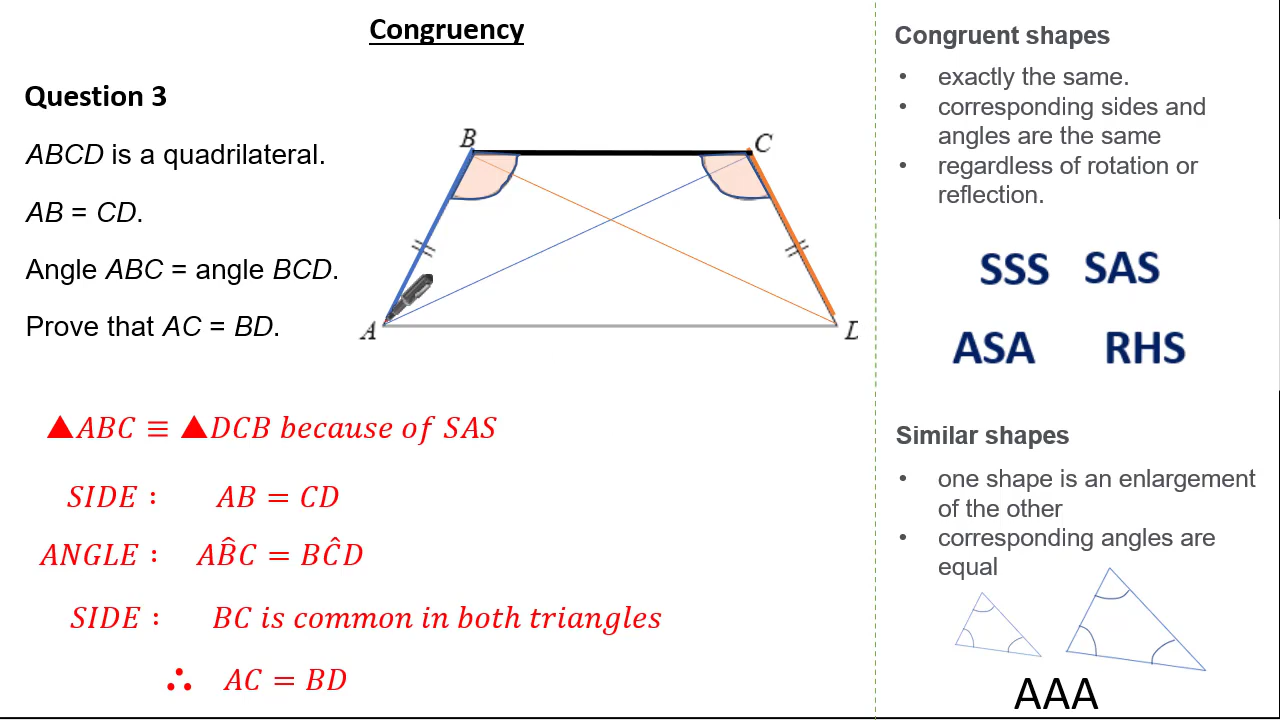 Congruency
Question 3
ABCD is a quadrilateral.
AB = CD.
Angle ABC = angle BCD.
Prove that AC = BD.
B
C
A
D
▲ABC ≡ ▲DCB because of SAS
SIDE : AB = CD
ANGLE : AB̂C = BĈD
SIDE : BC is common in both triangles
∴ AC = BD
Congruent shapes
• exactly the same.
• corresponding sides and
angles are the same
• regardless of rotation or
reflection.
SSS SAS
ASA RHS
Similar shapes
• one shape is an enlargement
of the other
• corresponding angles are
equal
AAA